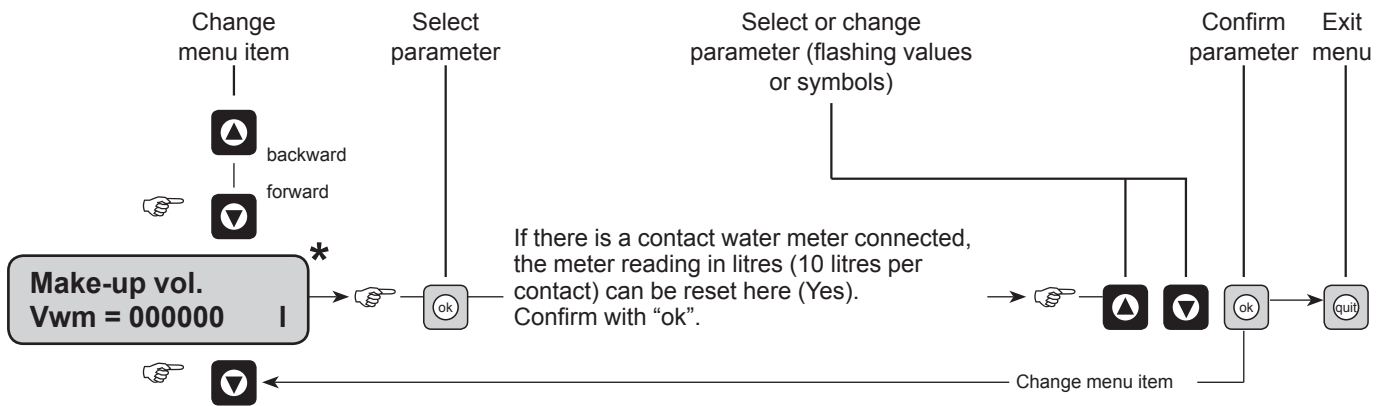 Change
menu item
Select
parameter
Select or change
parameter (flashing values
or symbols)
Confirm
parameter
Exit
menu
backward
forward
*
Make-up vol.
Vwm = 000000 l
ok
If there is a contact water meter connected,
the meter reading in litres (10 litres per
contact) can be reset here (Yes).
Confirm with “ok”.
ok
quit
Change menu item